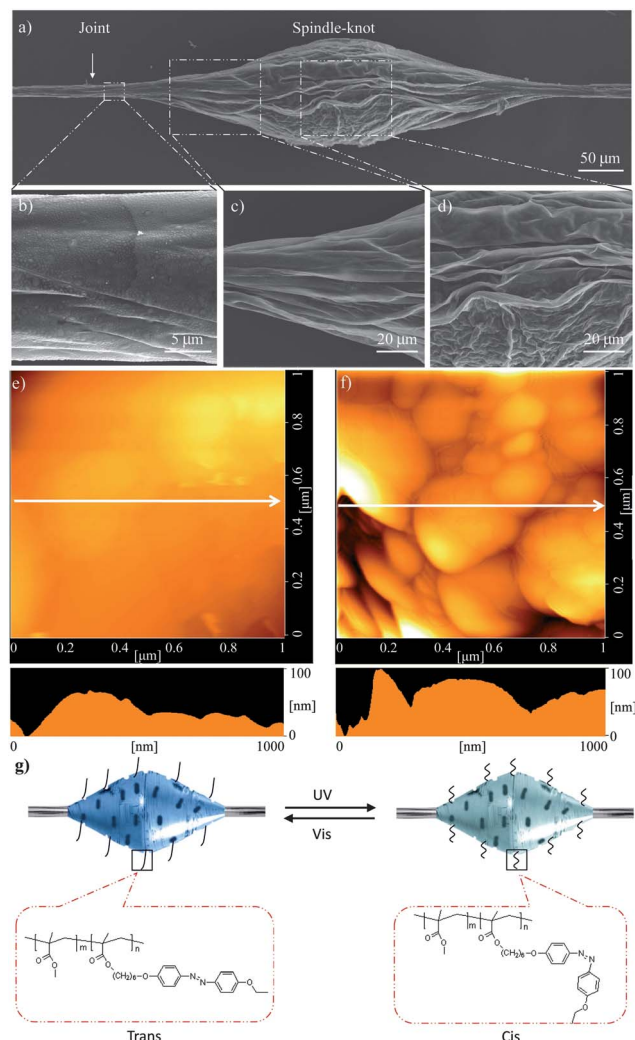 a)
Joint
Spindle-knot
50 μm
b)
5 μm
c)
20 μm
d)
20 μm
e)
1
0.8
0.6
0.4
0.2
0
[μm]
0 0.2 0.4 0.6 0.8 1
[μm]
f)
1
0.8
0.6
0.4
0.2
0
[μm]
0.2 0.4 0.6 0.8 1
[μm]
100
[nm]
0
0 [nm] 1000
100
[nm]
0
0 [nm] 1000
g)
UV
Vis
m n
O O O O
(CH2)6 O N N O
Trans
m n
O O O O
(CH2)6 O N N O
Cis